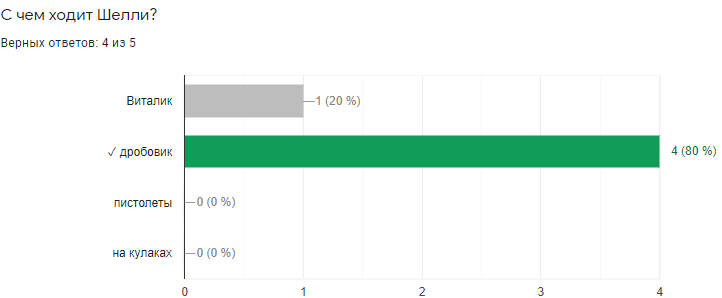 С чем ходит Шелли?
Верных ответов: 4 из 5
Виталик 1 (20 %)
✓ дробовик 4 (80 %)
пистолеты 0 (0 %)
на кулаках 0 (0 %)
0 1 2 3 4